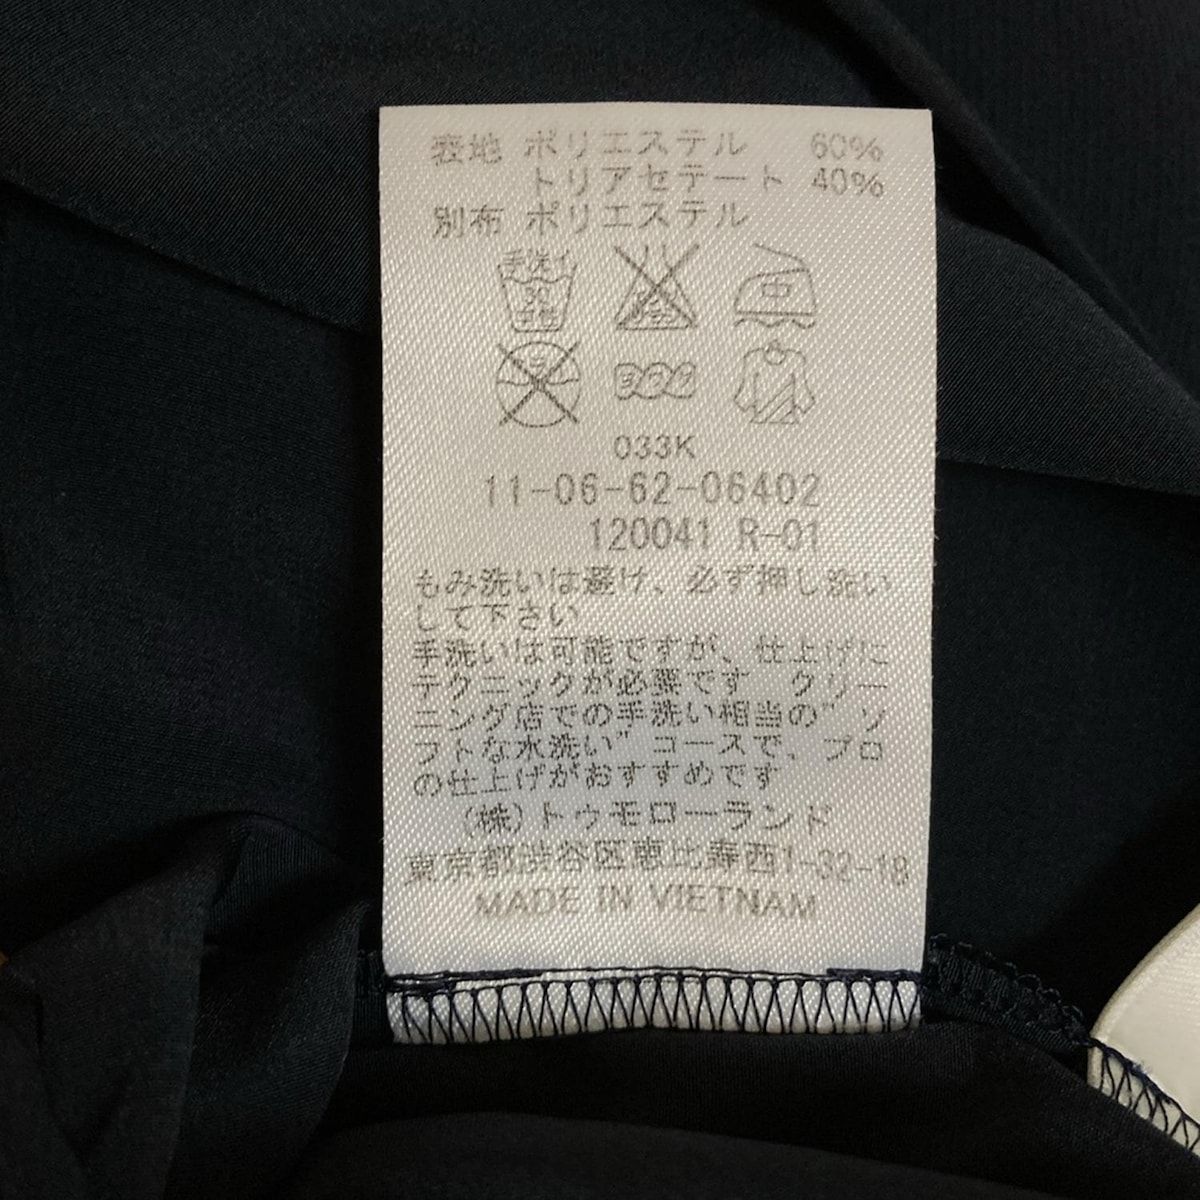 表地 ポリエステル 60%
トリアセテート 40%
別布 ポリエステル
手洗イ
30
中性
中
033K
11-06-62-06402
120041 R-01
もみ洗いは避け、必ず押し洗い
して下さい
手洗いは可能ですが、仕上げに
テクニックが必要です クリー
ニング店での手洗い相当の"ソ
フトな水洗い" コースで、プロ
の仕上げがおすすめです
(株)トゥモローランド
東京都渋谷区恵比寿西1-32-18
MADE IN VIETNAM